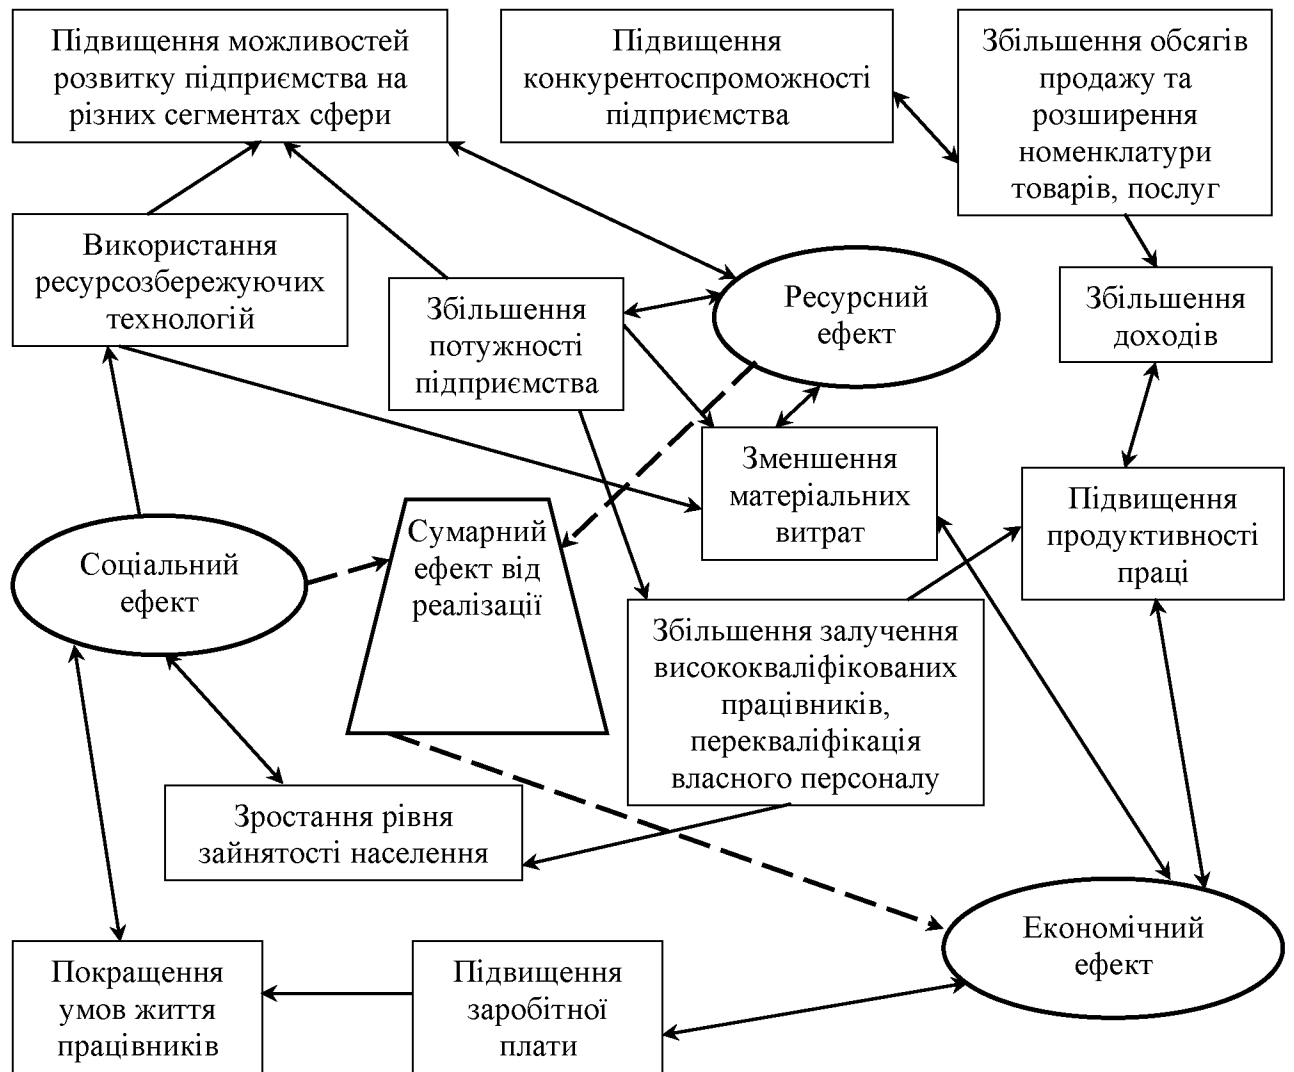 Підвищення можливостей
розвитку підприємства на
різних сегментах сфери
Підвищення
конкурентоспроможності
підприємства
Збільшення обсягів
продажу та
розширення
номенклатури
товарів, послуг
Використання
ресурсозбережуючих
технологій
Збільшення
потужності
підприємства
Ресурсний
ефект
Збільшення
доходів
Зменшення
матеріальних
витрат
Підвищення
продуктивності
праці
Соціальний
ефект
Сумарний
ефект від
реалізації
Збільшення залучення
висококваліфікованих
працівників,
перекваліфікація
власного персоналу
Зростання рівня
зайнятості населення
Економічний
ефект
Покращення
умов життя
працівників
Підвищення
заробітної
плати